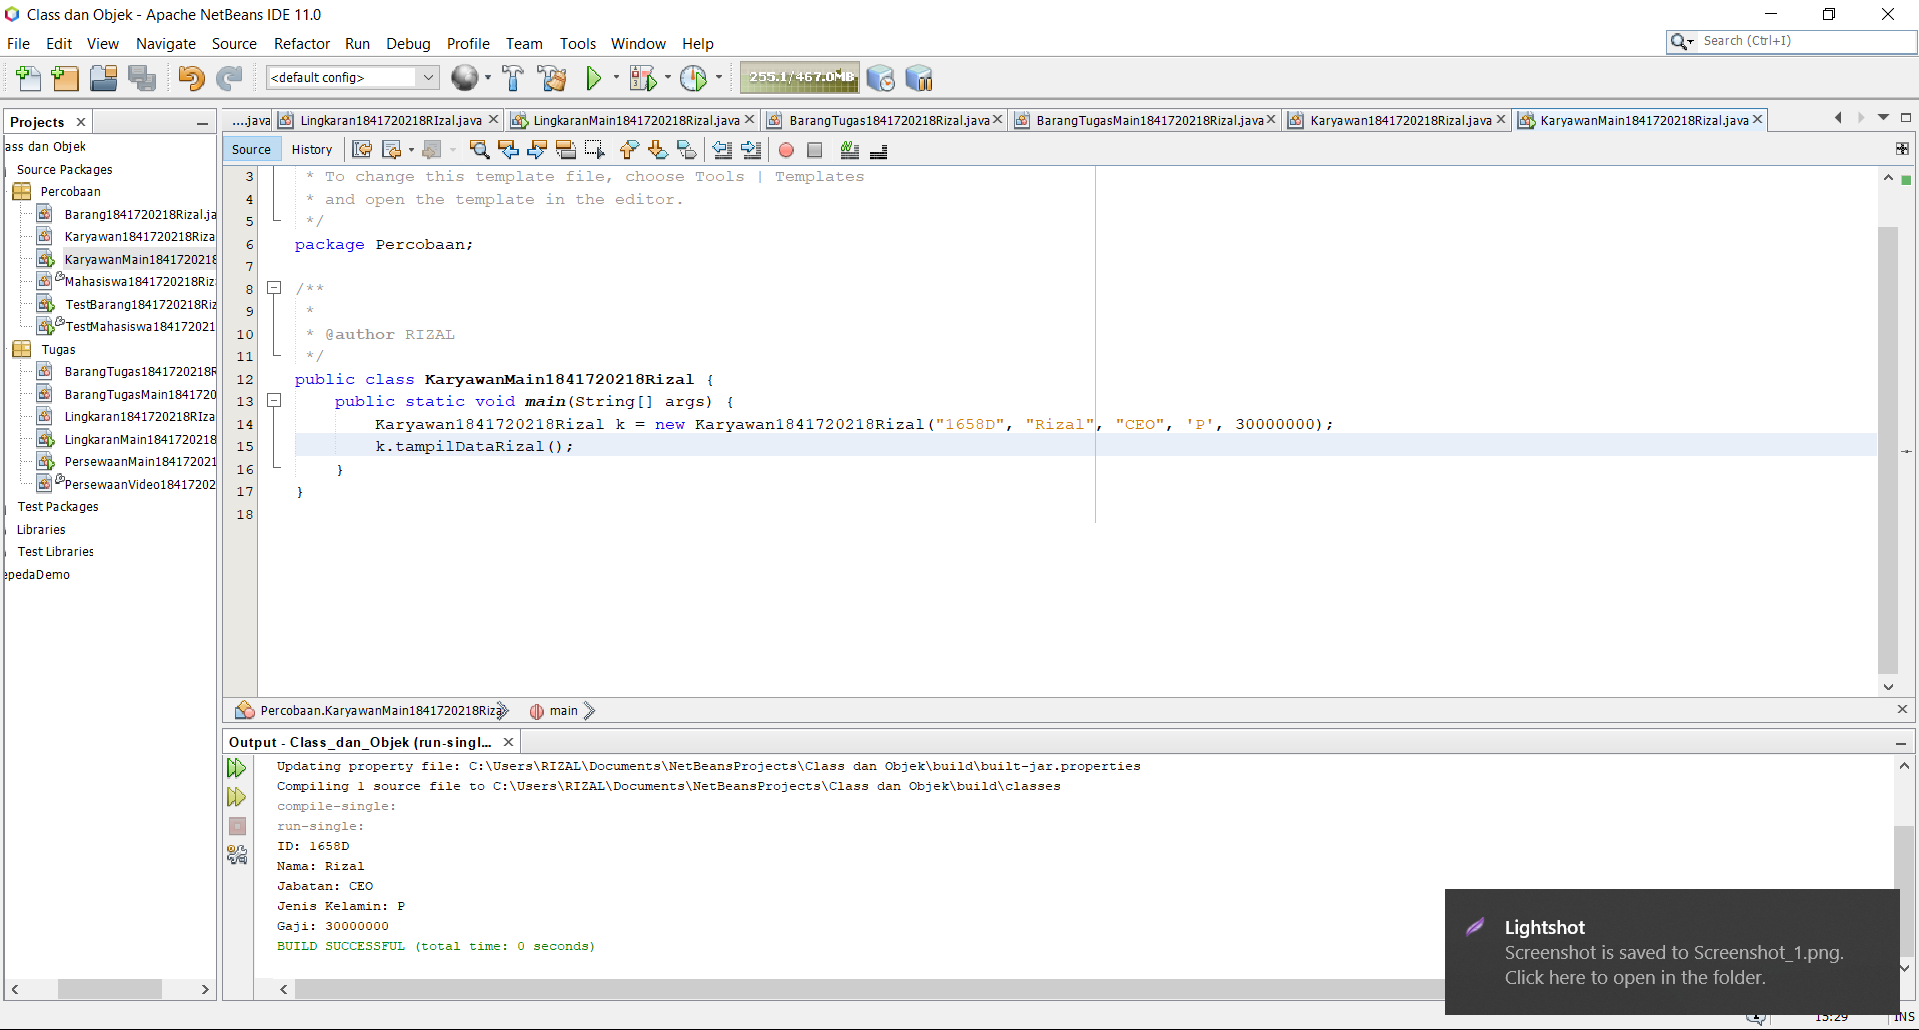 Class dan Objek - Apache NetBeans IDE 11.0
File Edit View Navigate Source Refactor Run Debug Profile Team Tools Window Help
Search (Ctrl+I)
<default config>
255.1/467.0MB
Projects
ass dan Objek
Source Packages
Percobaan
Barang1841720218Rizal.ja
Karyawan1841720218Riza
KaryawanMain1841720218
Mahasiswa1841720218Riz
TestBarang1841720218Riz
TestMahasiswa184172021
Tugas
BarangTugas1841720218R
BarangTugasMain1841720
Lingkaran1841720218RIza
LingkaranMain1841720218
PersewaanMain184172021
PersewaanVideo18417202
Test Packages
Libraries
Test Libraries
epedaDemo
....java Lingkaran1841720218RIzal.java LingkaranMain1841720218Rizal.java BarangTugas1841720218Rizal.java BarangTugasMain1841720218Rizal.java Karyawan1841720218Rizal.java KaryawanMain1841720218Rizal.java
Source History
3 * To change this template file, choose Tools | Templates
4 * and open the template in the editor.
5 */
6 package Percobaan;
7
8 /**
9 *
10 * @author RIZAL
11 */
12 public class KaryawanMain1841720218Rizal {
13 public static void main(String[] args) {
14 Karyawan1841720218Rizal k = new Karyawan1841720218Rizal("1658D", "Rizal", "CEO", 'P', 30000000);
15 k.tampilDataRizal();
16 }
17 }
18
Percobaan.KaryawanMain1841720218Riza main
Output - Class_dan_Objek (run-singl...
Updating property file: C:\Users\RIZAL\Documents\NetBeansProjects\Class dan Objek\build\built-jar.properties
Compiling 1 source file to C:\Users\RIZAL\Documents\NetBeansProjects\Class dan Objek\build\classes
compile-single:
run-single:
ID: 1658D
Nama: Rizal
Jabatan: CEO
Jenis Kelamin: P
Gaji: 30000000
BUILD SUCCESSFUL (total time: 0 seconds)
Lightshot
Screenshot is saved to Screenshot_1.png.
Click here to open in the folder.
15:29 INS